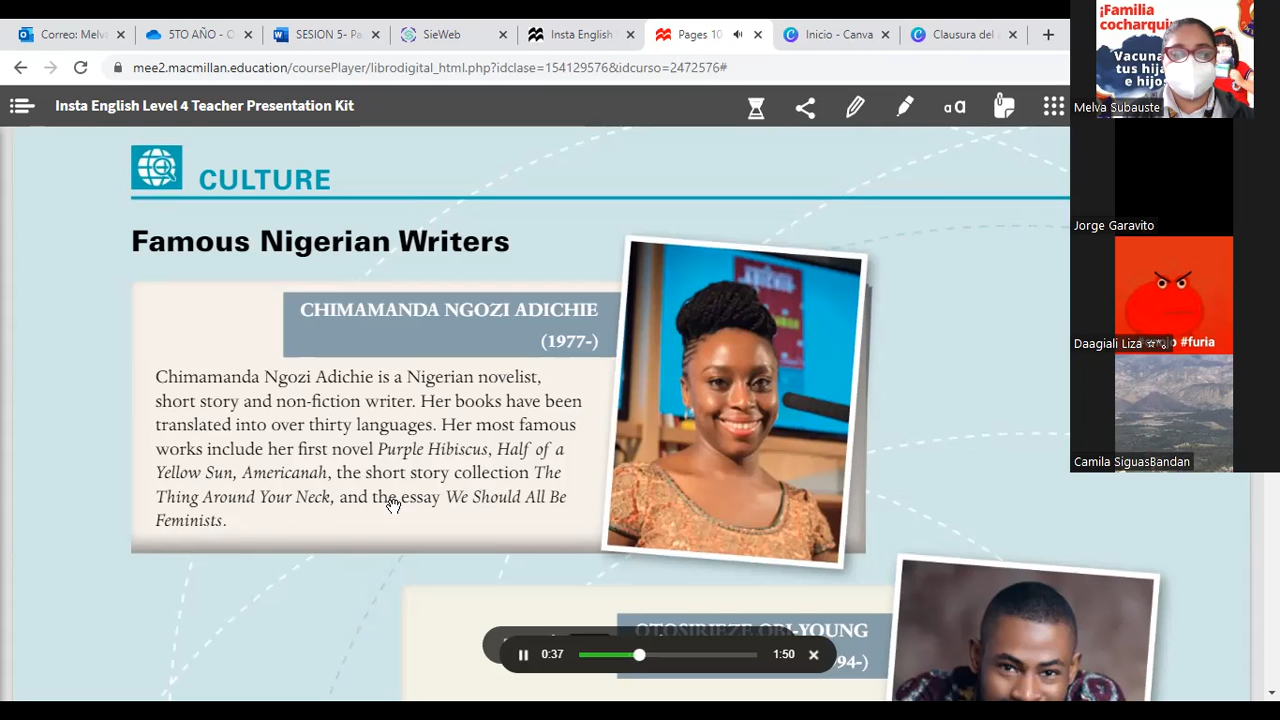 Correo: Melva
5TO AÑO - C
SESION 5- Pa
SieWeb
Insta English
Pages 10
Inicio - Canva
Clausura del
mee2.macmillan.education/coursePlayer/librodigital_html.php?idclase=154129576&idcurso=2472576#
Insta English Level 4 Teacher Presentation Kit
aa
CULTURE
Famous Nigerian Writers
CHIMAMANDA NGOZI ADICHIE
(1977-)
Chimamanda Ngozi Adichie is a Nigerian novelist,
short story and non-fiction writer. Her books have been
translated into over thirty languages. Her most famous
works include her first novel Purple Hibiscus, Half of a
Yellow Sun, Americanah, the short story collection The
Thing Around Your Neck, and the essay We Should All Be
Feminists.
OTOSIRIEZE OBI-YOUNG
94-)
0:37
1:50
¡Familia
cocharqui
Vacuna
tus hij
e hijo
Melva Subauste
Jorge Garavito
#furia
Daagiali Liza
Camila SiguasBandan